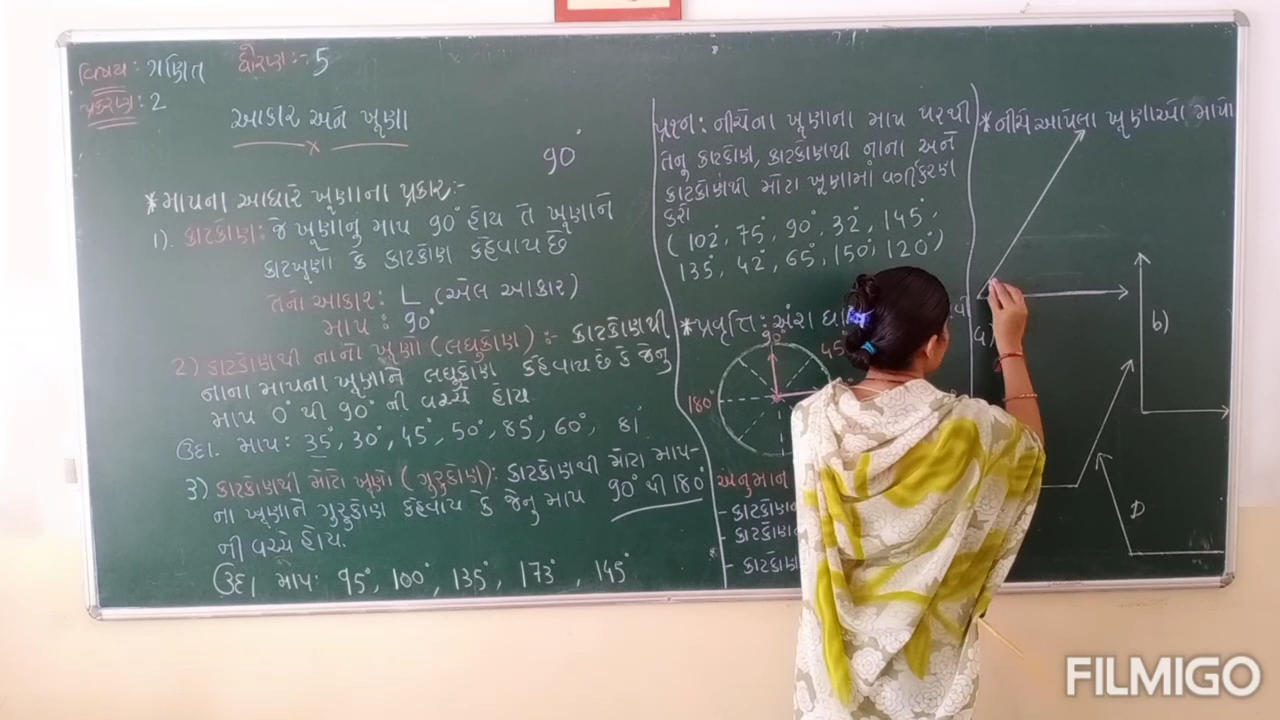 વિષય: ગણિત ધોરણ:- 5
પ્રકરણ: 2
આકાર અને ખૂણા
90°
*માપના આધારે ખૂણાના પ્રકાર:-
1). કાટકોણ: જે ખૂણાનું માપ 90° હોય તે ખૂણાને
કાટખૂણો કે કાટકોણ કહેવાય છે
તેનો આકાર: L (એલ આકાર)
માપ: 90°
2) કાટકોણથી નાનો ખૂણો (લઘુકોણ):- કાટકોણથી
નાના માપના ખૂણાને લઘુકોણ કહેવાય છે કે જેનુ
માપ 0° થી 90° ની વચ્ચે હોય.
ઉદા. માપ: 35°, 30°, 45°, 50°, 85°, 60°, 81°
3) કાટકોણથી મોટો ખૂણો (ગુરુકોણ): કાટકોણથી મોટા માપ-
ના ખૂણાને ગુરુકોણ કહેવાય કે જેનુ માપ 90° થી 180°
ની વચ્ચે હોય.
ઉદા માપ: 95°, 100°, 135°, 173°, 145°
પ્રશ્ન: નીચેના ખૂણાના માપ પરથી
તેનુ કાટકોણ, કાટકોણથી નાના અને
કાટકોણથી મોટા ખૂણામાં વર્ગીકરણ
કરો
(102°, 75°, 90°, 32°, 145°,
135°, 42°, 65°, 150°, 120°)
*પ્રવૃત્તિ: અંશ
90°
45°
180°
અનુમાન
- કાટકોણ
- કાટકોણ
- કાટકોણ
*નીચે આપેલા ખૂણાઓ માપો
a)
b)
D
FILMIGO